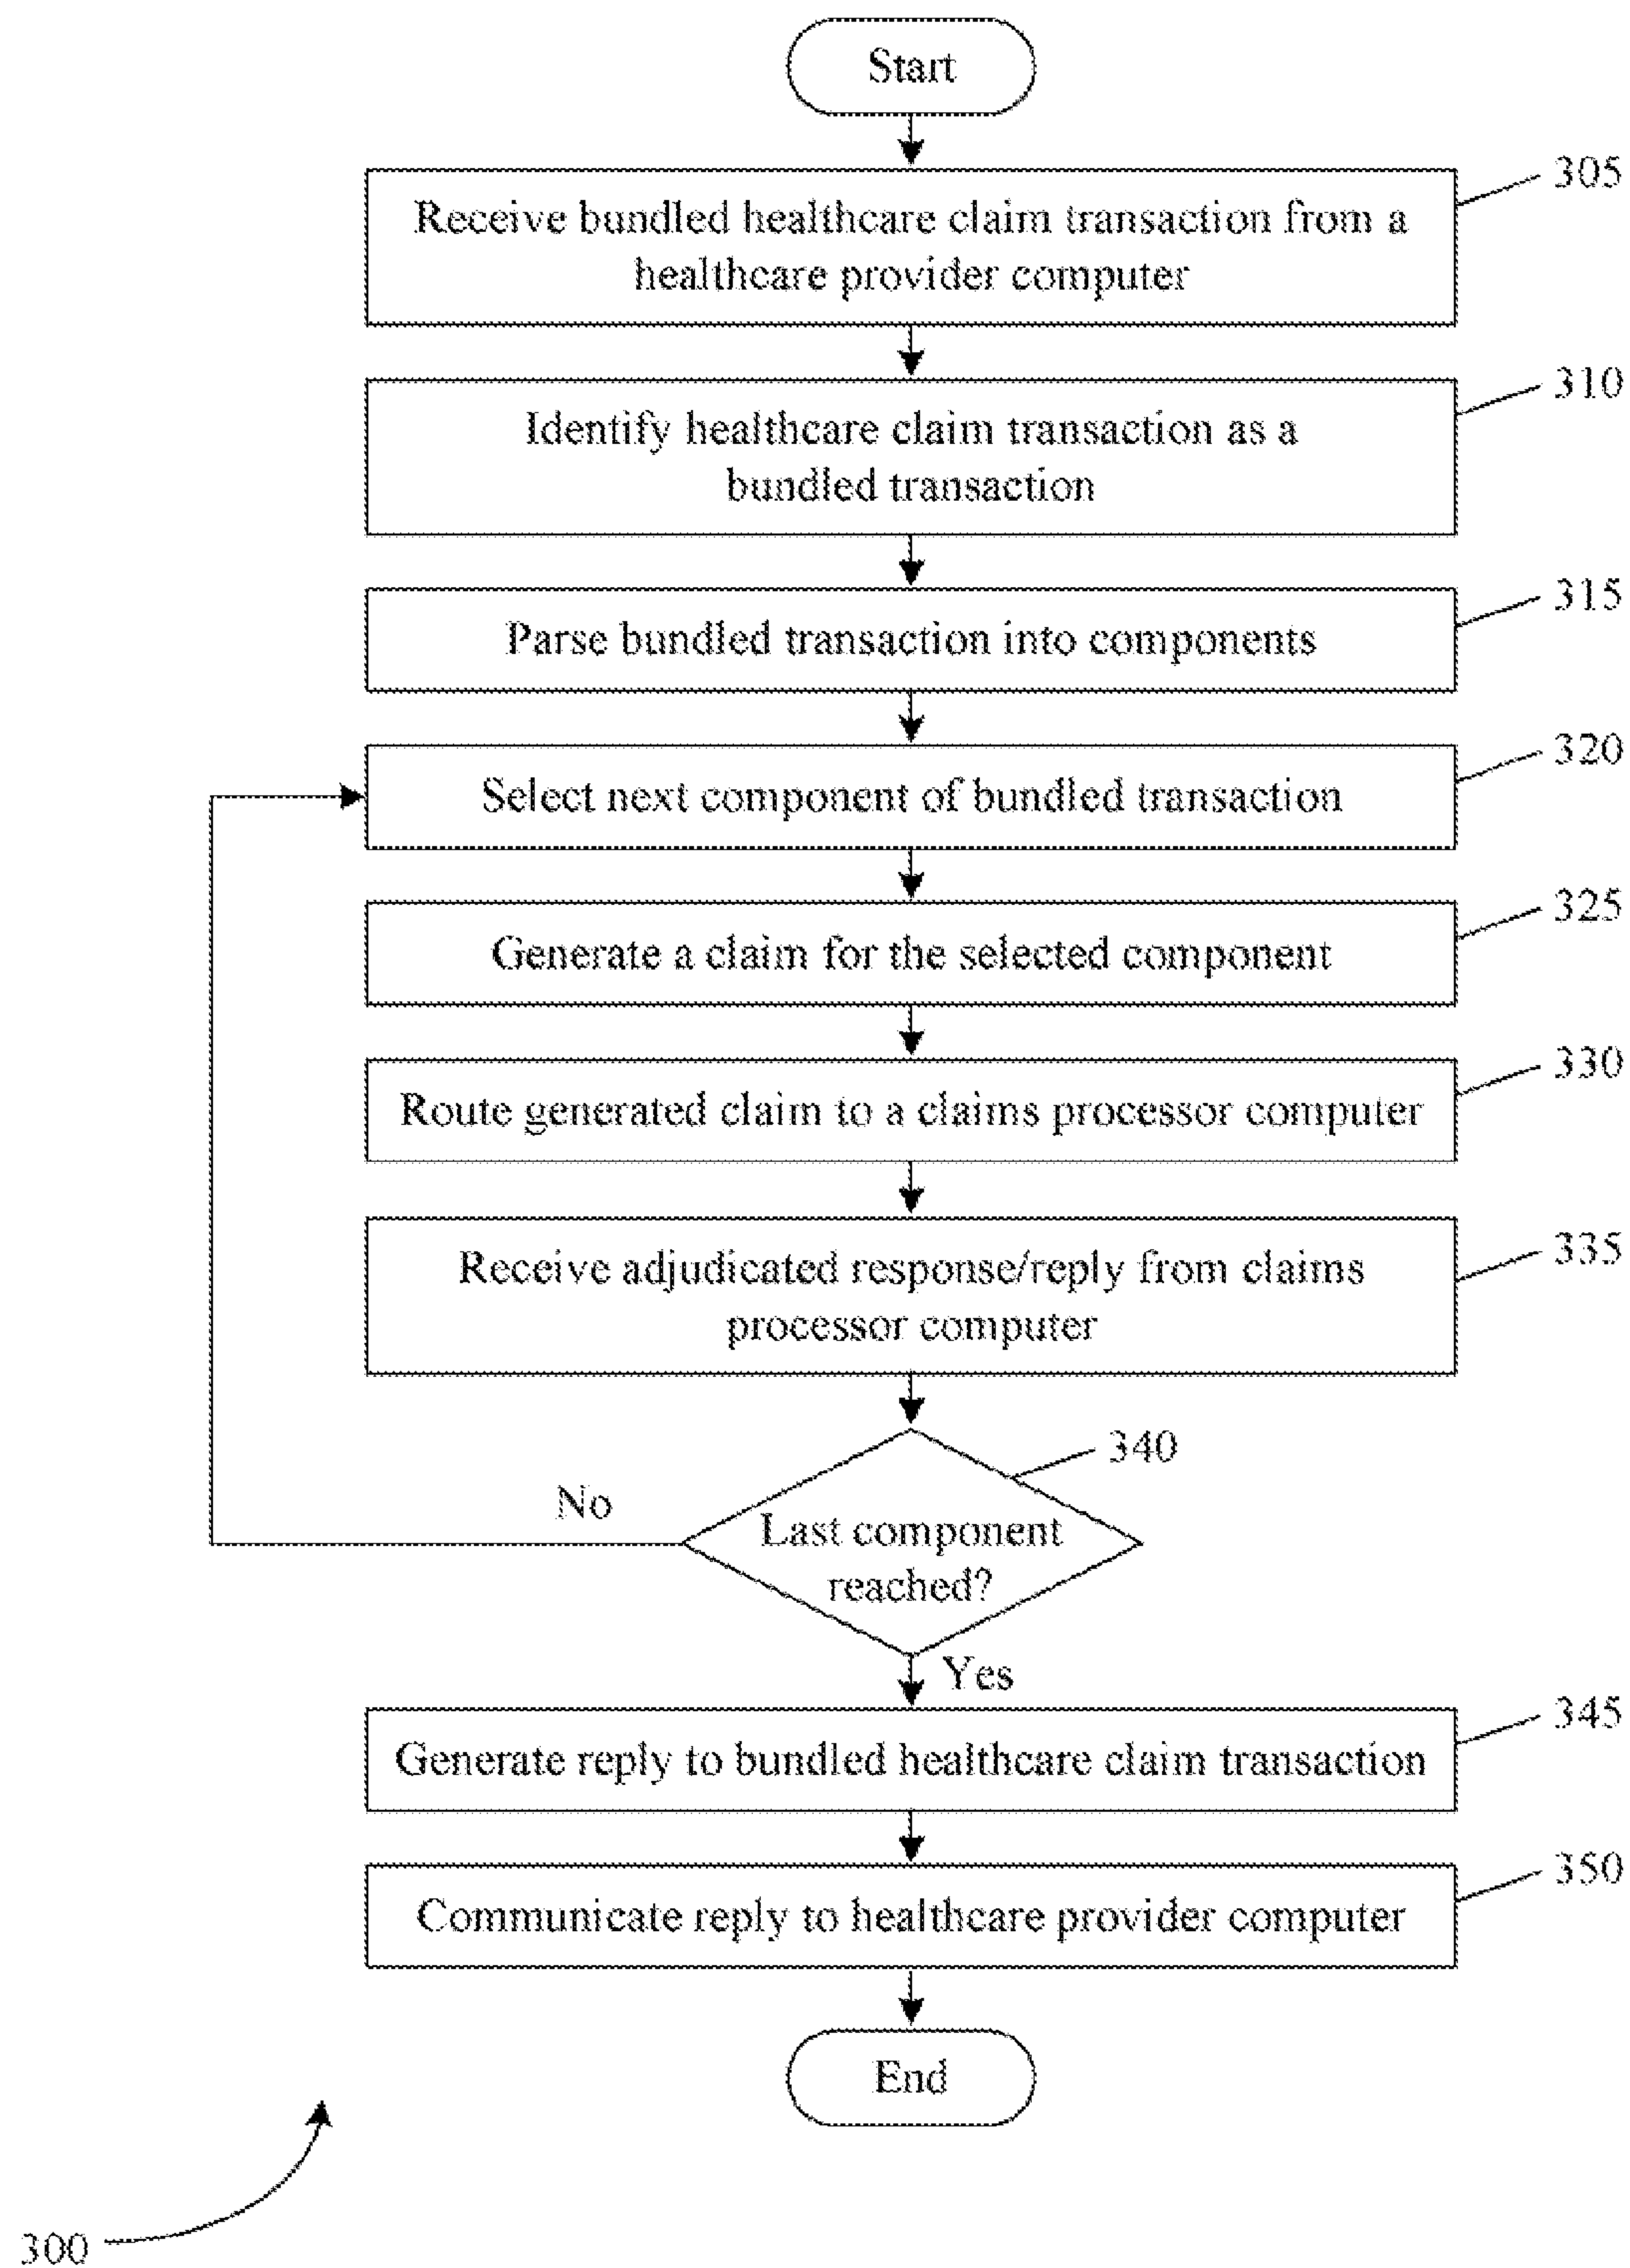 Start
305
Receive bundled healthcare claim transaction from a
healthcare provider computer
310
Identify healthcare claim transaction as a
bundled transaction
315
Parse bundled transaction into components
320
Select next component of bundled transaction
325
Generate a claim for the selected component
330
Route generated claim to a claims processor computer
335
Receive adjudicated response/reply from claims
processor computer
340
No
Last component
reached?
Yes
345
Generate reply to bundled healthcare claim transaction
350
Communicate reply to healthcare provider computer
End
300